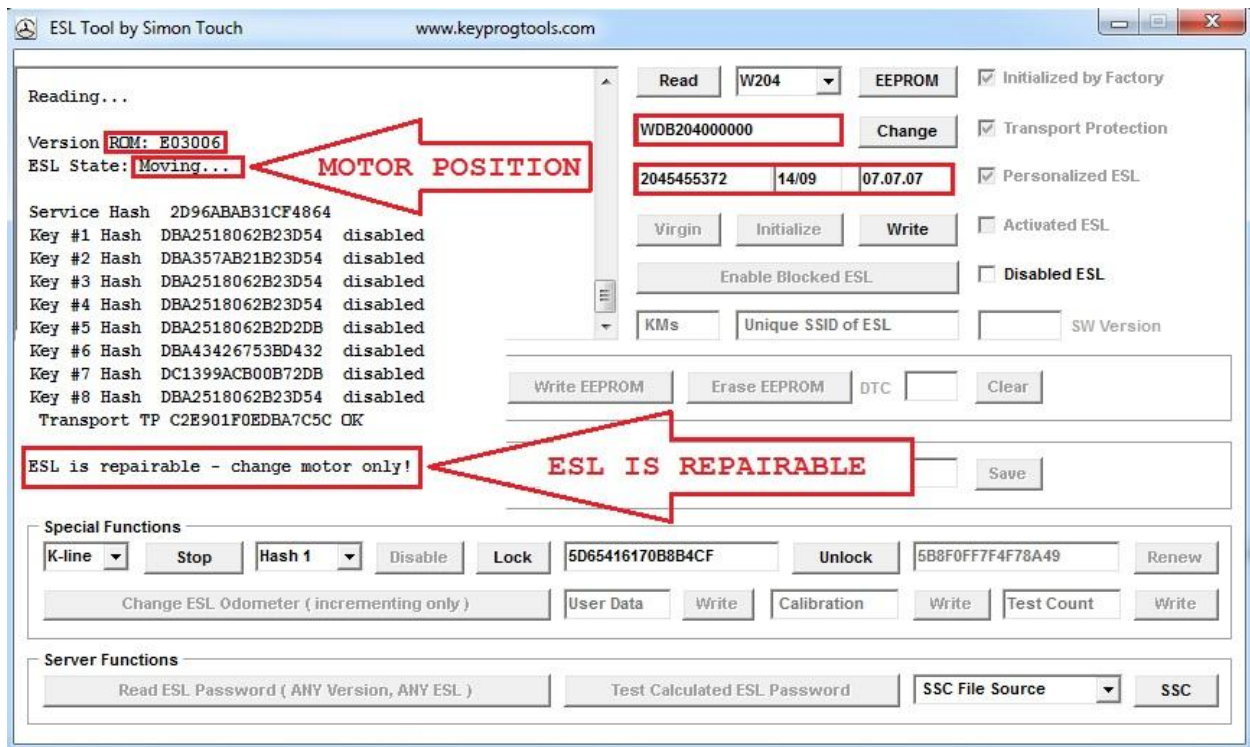 ESL Tool by Simon Touch www.keyprogtools.com
Reading...
Version ROM: E03006
ESL State: Moving...
MOTOR POSITION
Service Hash 2D96ABAB31CF4864
Key #1 Hash DBA2518062B23D54 disabled
Key #2 Hash DBA357AB21B23D54 disabled
Key #3 Hash DBA2518062B23D54 disabled
Key #4 Hash DBA2518062B23D54 disabled
Key #5 Hash DBA2518062B2D2DB disabled
Key #6 Hash DBA43426753BD432 disabled
Key #7 Hash DC1399ACB00B72DB disabled
Key #8 Hash DBA2518062B23D54 disabled
Transport TP C2E901F0EDBA7C5C OK
ESL is repairable - change motor only!
ESL IS REPAIRABLE
Read W204 EEPROM Initialized by Factory
WDB204000000 Change Transport Protection
2045455372 14/09 07.07.07 Personalized ESL
Virgin Initialize Write Activated ESL
Enable Blocked ESL Disabled ESL
KMs Unique SSID of ESL SW Version
Write EEPROM Erase EEPROM DTC Clear
Save
Special Functions
K-line Stop Hash 1 Disable Lock 5D65416170B8B4CF Unlock 5B8F0FF7F4F78A49 Renew
Change ESL Odometer ( incrementing only ) User Data Write Calibration Write Test Count Write
Server Functions
Read ESL Password ( ANY Version, ANY ESL ) Test Calculated ESL Password SSC File Source SSC